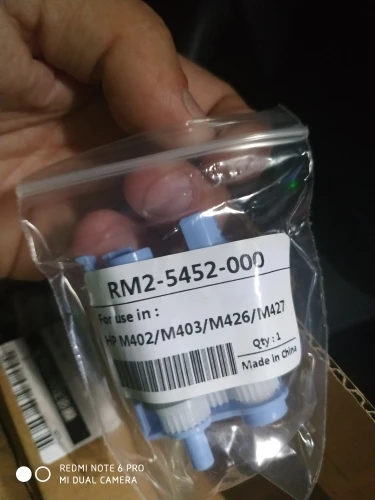 RM2-5452-000
For use in :
HP M402/M403/M426/M427
Qty : 1
Made in China
REDMI NOTE 6 PRO
MI DUAL CAMERA